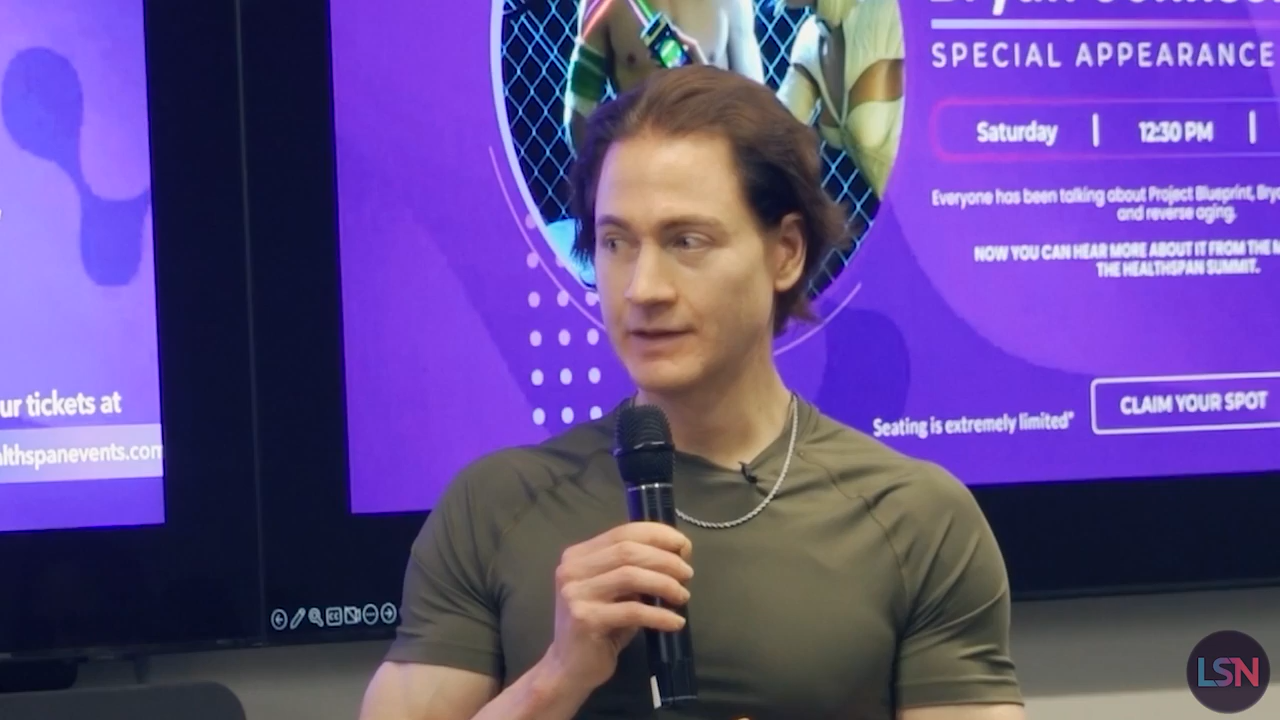 SPECIAL APPEARANCE
Saturday | 12:30 PM |
Everyone has been talking about Project Blueprint,
and reverse aging.
NOW YOU CAN HEAR MORE ABOUT IT FROM THE
THE HEALTHSPAN SUMMIT.
Seating is extremely limited*
CLAIM YOUR SPOT
ur tickets at
althspanevents.com
CC
LSN